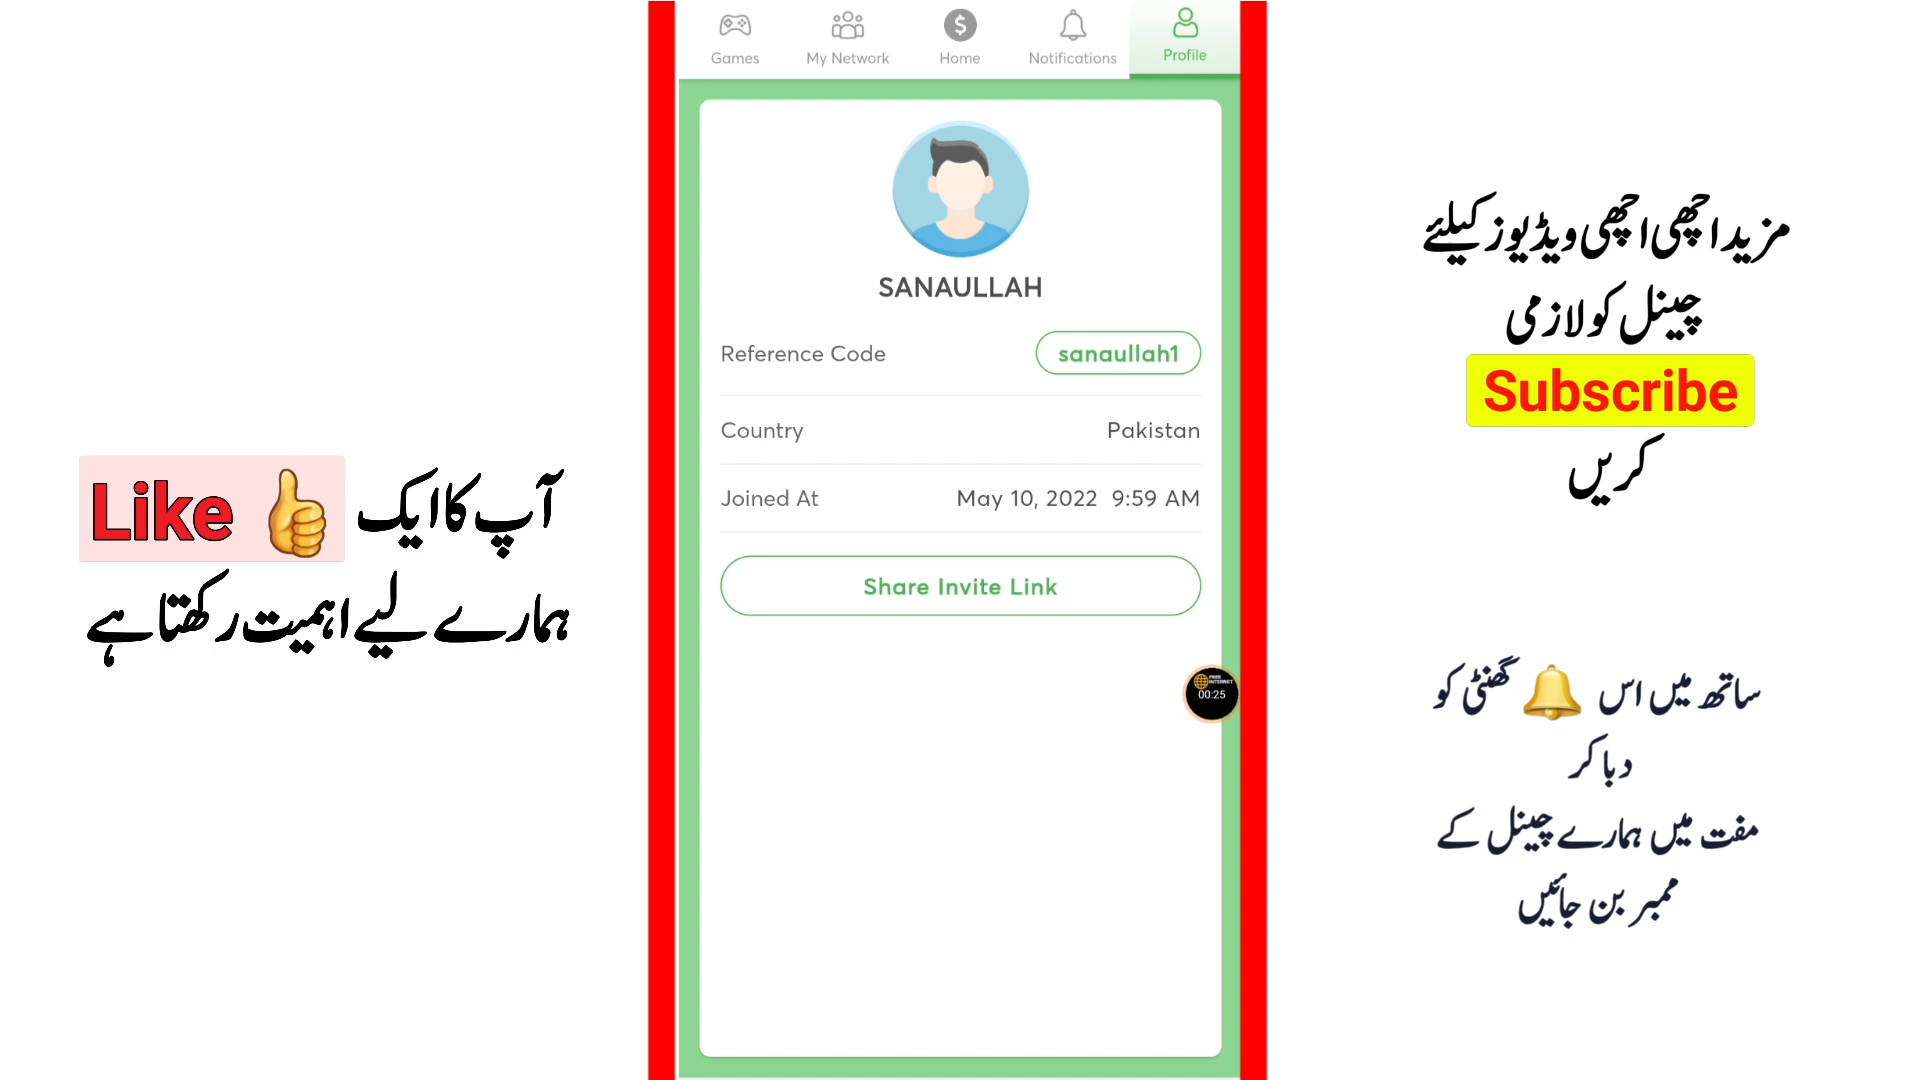 Games
My Network
Home
Notifications
Profile
SANAULLAH
Reference Code sanaullah1
Country Pakistan
Joined At May 10, 2022 9:59 AM
Share Invite Link
FREE
INTERNET
00:25
آپ کا ایک Like 👍
ہمارے لیے اہمیت رکھتا ہے
مزید اچھی اچھی ویڈیوز کیلئے
چینل کو لازمی
Subscribe
کریں
ساتھ میں اس 🔔 گھنٹی کو
دبا کر
مفت میں ہمارے چینل کے
ممبر بن جائیں